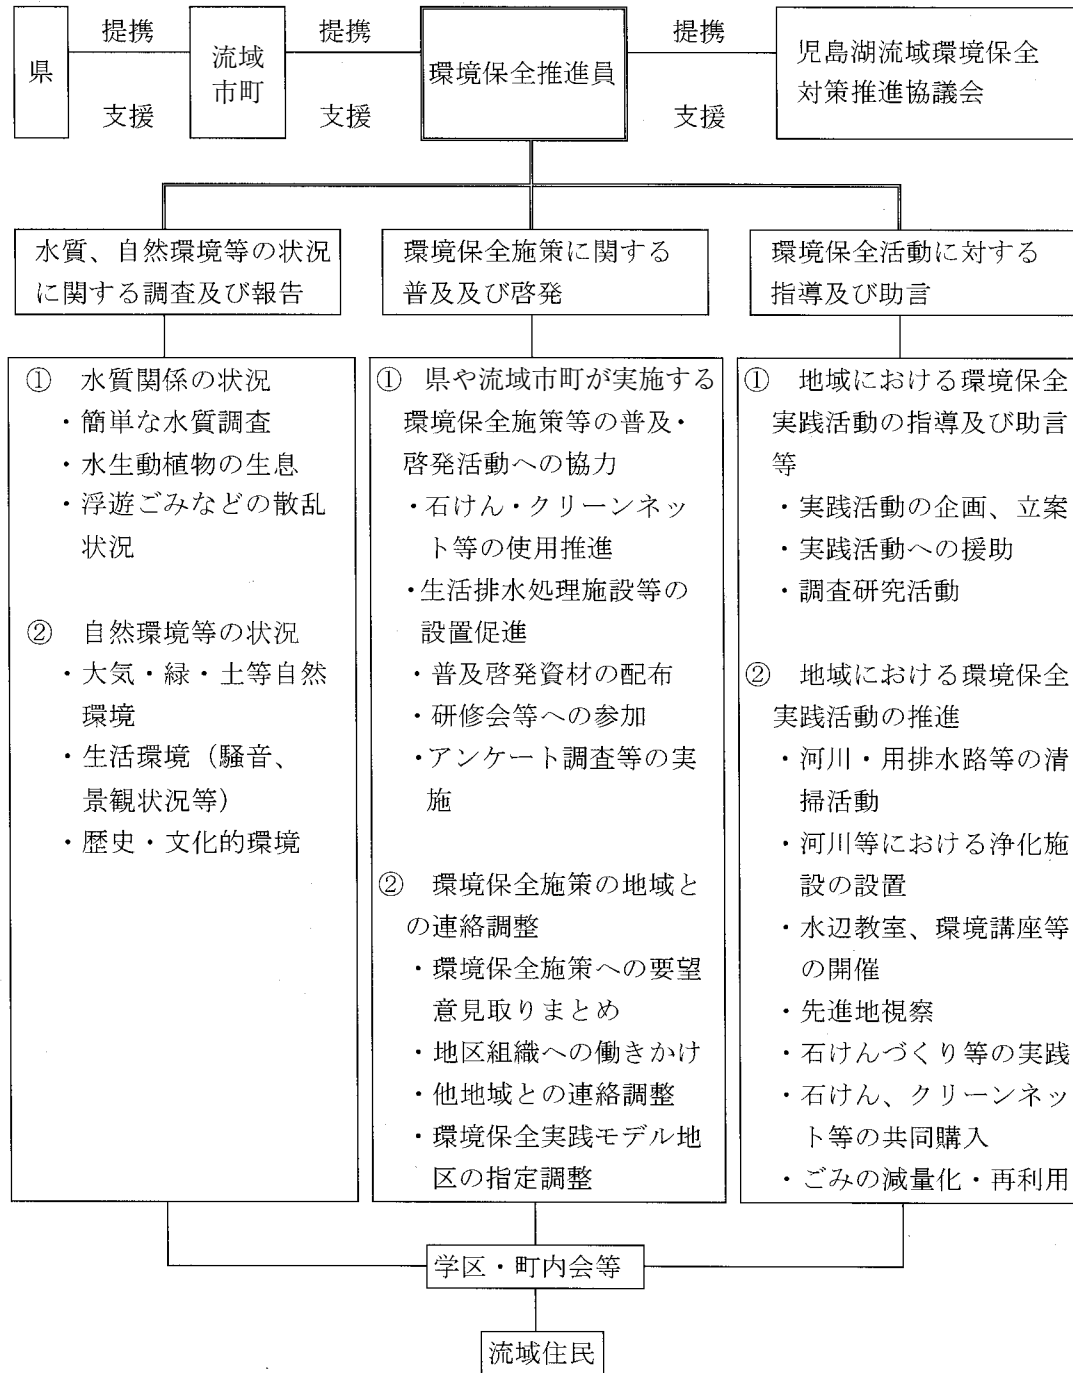 提携
提携
提携
県
流域
市町
環境保全推進員
児島湖流域環境保全
対策推進協議会
支援
支援
支援
水質、自然環境等の状況
に関する調査及び報告
環境保全施策に関する
普及及び啓発
環境保全活動に対する
指導及び助言
① 水質関係の状況
・簡単な水質調査
・水生動植物の生息
・浮遊ごみなどの散乱
状況
② 自然環境等の状況
・大気・緑・土等自然
環境
・生活環境（騒音、
景観状況等）
・歴史・文化的環境
① 県や流域市町が実施する
環境保全施策等の普及・
啓発活動への協力
・石けん・クリーンネッ
ト等の使用推進
・生活排水処理施設等の
設置促進
・普及啓発資材の配布
・研修会等への参加
・アンケート調査等の実
施
② 環境保全施策の地域と
の連絡調整
・環境保全施策への要望
意見取りまとめ
・地区組織への働きかけ
・他地域との連絡調整
・環境保全実践モデル地
区の指定調整
① 地域における環境保全
実践活動の指導及び助言
等
・実践活動の企画、立案
・実践活動への援助
・調査研究活動
② 地域における環境保全
実践活動の推進
・河川・用排水路等の清
掃活動
・河川等における浄化施
設の設置
・水辺教室、環境講座等
の開催
・先進地視察
・石けんづくり等の実践
・石けん、クリーンネッ
ト等の共同購入
・ごみの減量化・再利用
学区・町内会等
流域住民